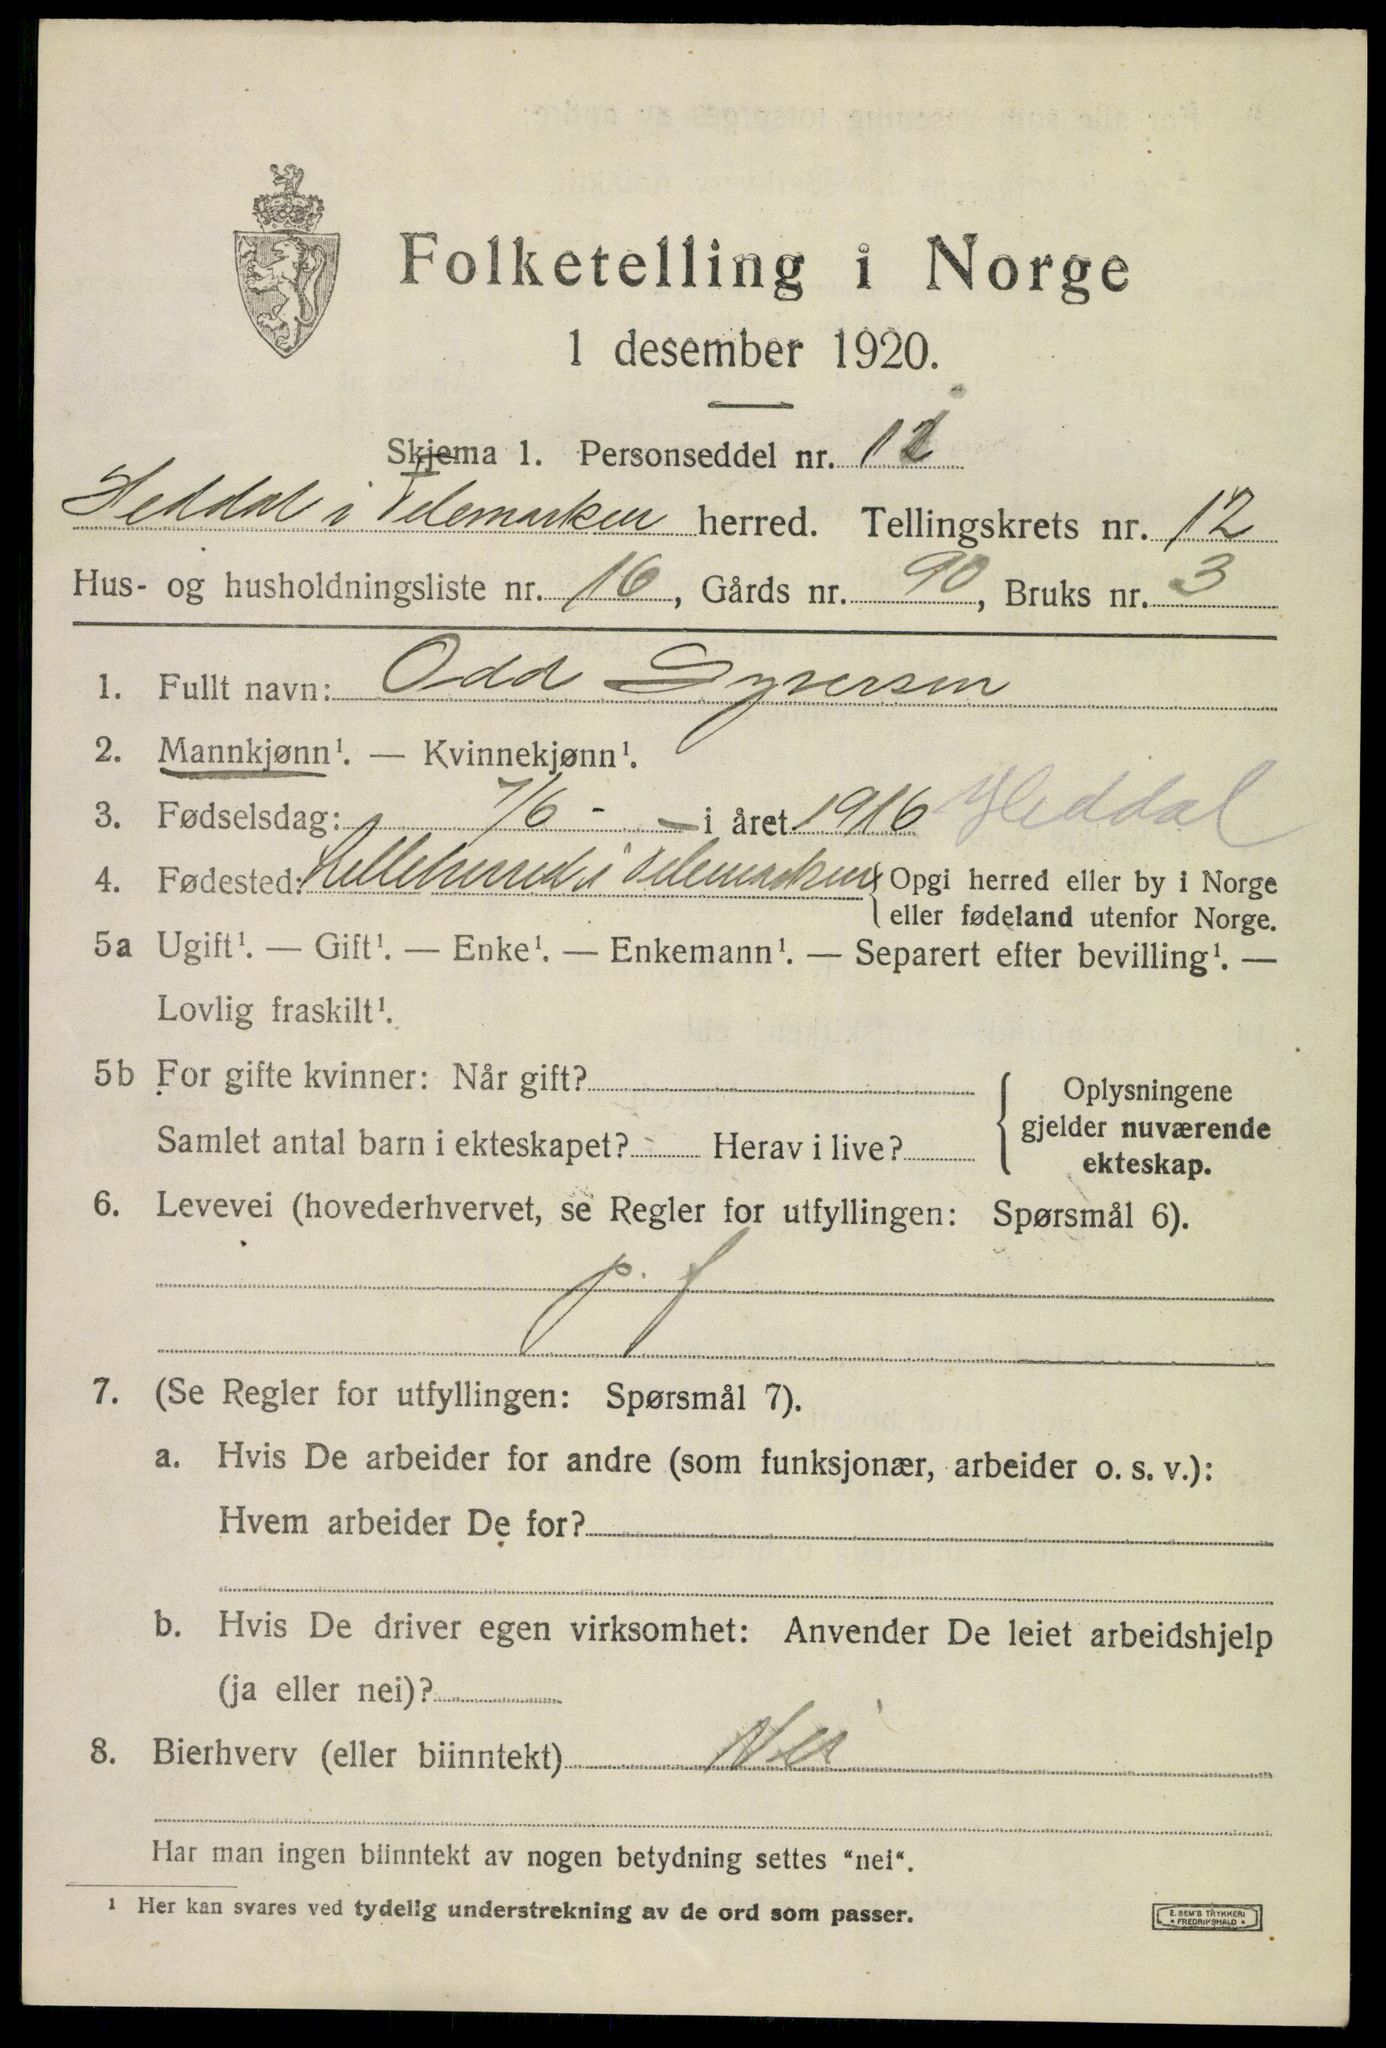 Folketelling i Norge
1 desember 1920.
Skjema 1. Personseddel nr.
Heddal i Telemarken herred. Tellingskrets nr. 12
Hus- og husholdningsliste nr. 16, Gårds nr. 90, Bruks nr. 3
1. Fullt navn: Odd Syversen
2. Mannkjønn¹. — Kvinnekjønn¹.
3. Fødselsdag: 7/6 - i året 1916 Heddal
4. Fødested: Lilleherred i Telemarken { Opgi herred eller by i Norge
eller fødeland utenfor Norge.
5a Ugift¹. — Gift¹. — Enke¹. — Enkemann¹. — Separert efter bevilling¹. —
Lovlig fraskilt¹.
5b For gifte kvinner: Når gift?
Samlet antal barn i ekteskapet? Herav i live?
{ Oplysningene
gjelder nuværende
ekteskap.
6. Levevei (hovederhvervet, se Regler for utfyllingen: Spørsmål 6).
p. f
7. (Se Regler for utfyllingen: Spørsmål 7).
a. Hvis De arbeider for andre (som funksjonær, arbeider o. s. v.):
Hvem arbeider De for?
b. Hvis De driver egen virksomhet: Anvender De leiet arbeidshjelp
(ja eller nei)?
8. Bierhverv (eller biinntekt) Nei
Har man ingen biinntekt av nogen betydning settes "nei".
¹ Her kan svares ved tydelig understrekning av de ord som passer.
E. SEM'S TRYKKERI
* FREDRIKSHALD *